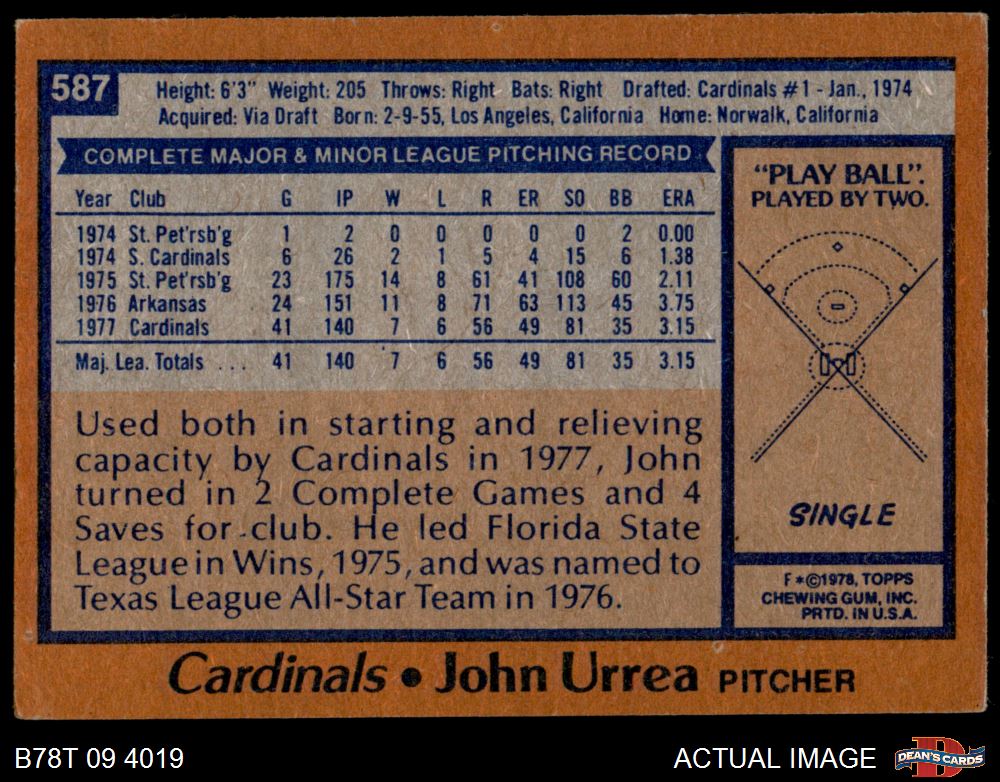 587
Height: 6'3" Weight: 205 Throws: Right Bats: Right Drafted: Cardinals #1 - Jan., 1974
Acquired: Via Draft Born: 2-9-55, Los Angeles, California Home: Norwalk, California
COMPLETE MAJOR & MINOR LEAGUE PITCHING RECORD
Year Club G IP W L R ER SO BB ERA
1974 St. Pet'rsb'g 1 2 0 0 0 0 0 2 0.00
1974 S. Cardinals 6 26 2 1 5 4 15 6 1.38
1975 St. Pet'rsb'g 23 175 14 8 61 41 108 60 2.11
1976 Arkansas 24 151 11 8 71 63 113 45 3.75
1977 Cardinals 41 140 7 6 56 49 81 35 3.15
Maj. Lea. Totals ... 41 140 7 6 56 49 81 35 3.15
Used both in starting and relieving
capacity by Cardinals in 1977, John
turned in 2 Complete Games and 4
Saves for club. He led Florida State
League in Wins, 1975, and was named to
Texas League All-Star Team in 1976.
"PLAY BALL".
PLAYED BY TWO.
SINGLE
F*©1978, TOPPS
CHEWING GUM, INC.
PRTD. IN U.S.A.
Cardinals • John Urrea PITCHER
B78T 09 4019
ACTUAL IMAGE
D
DEAN'S CARDS